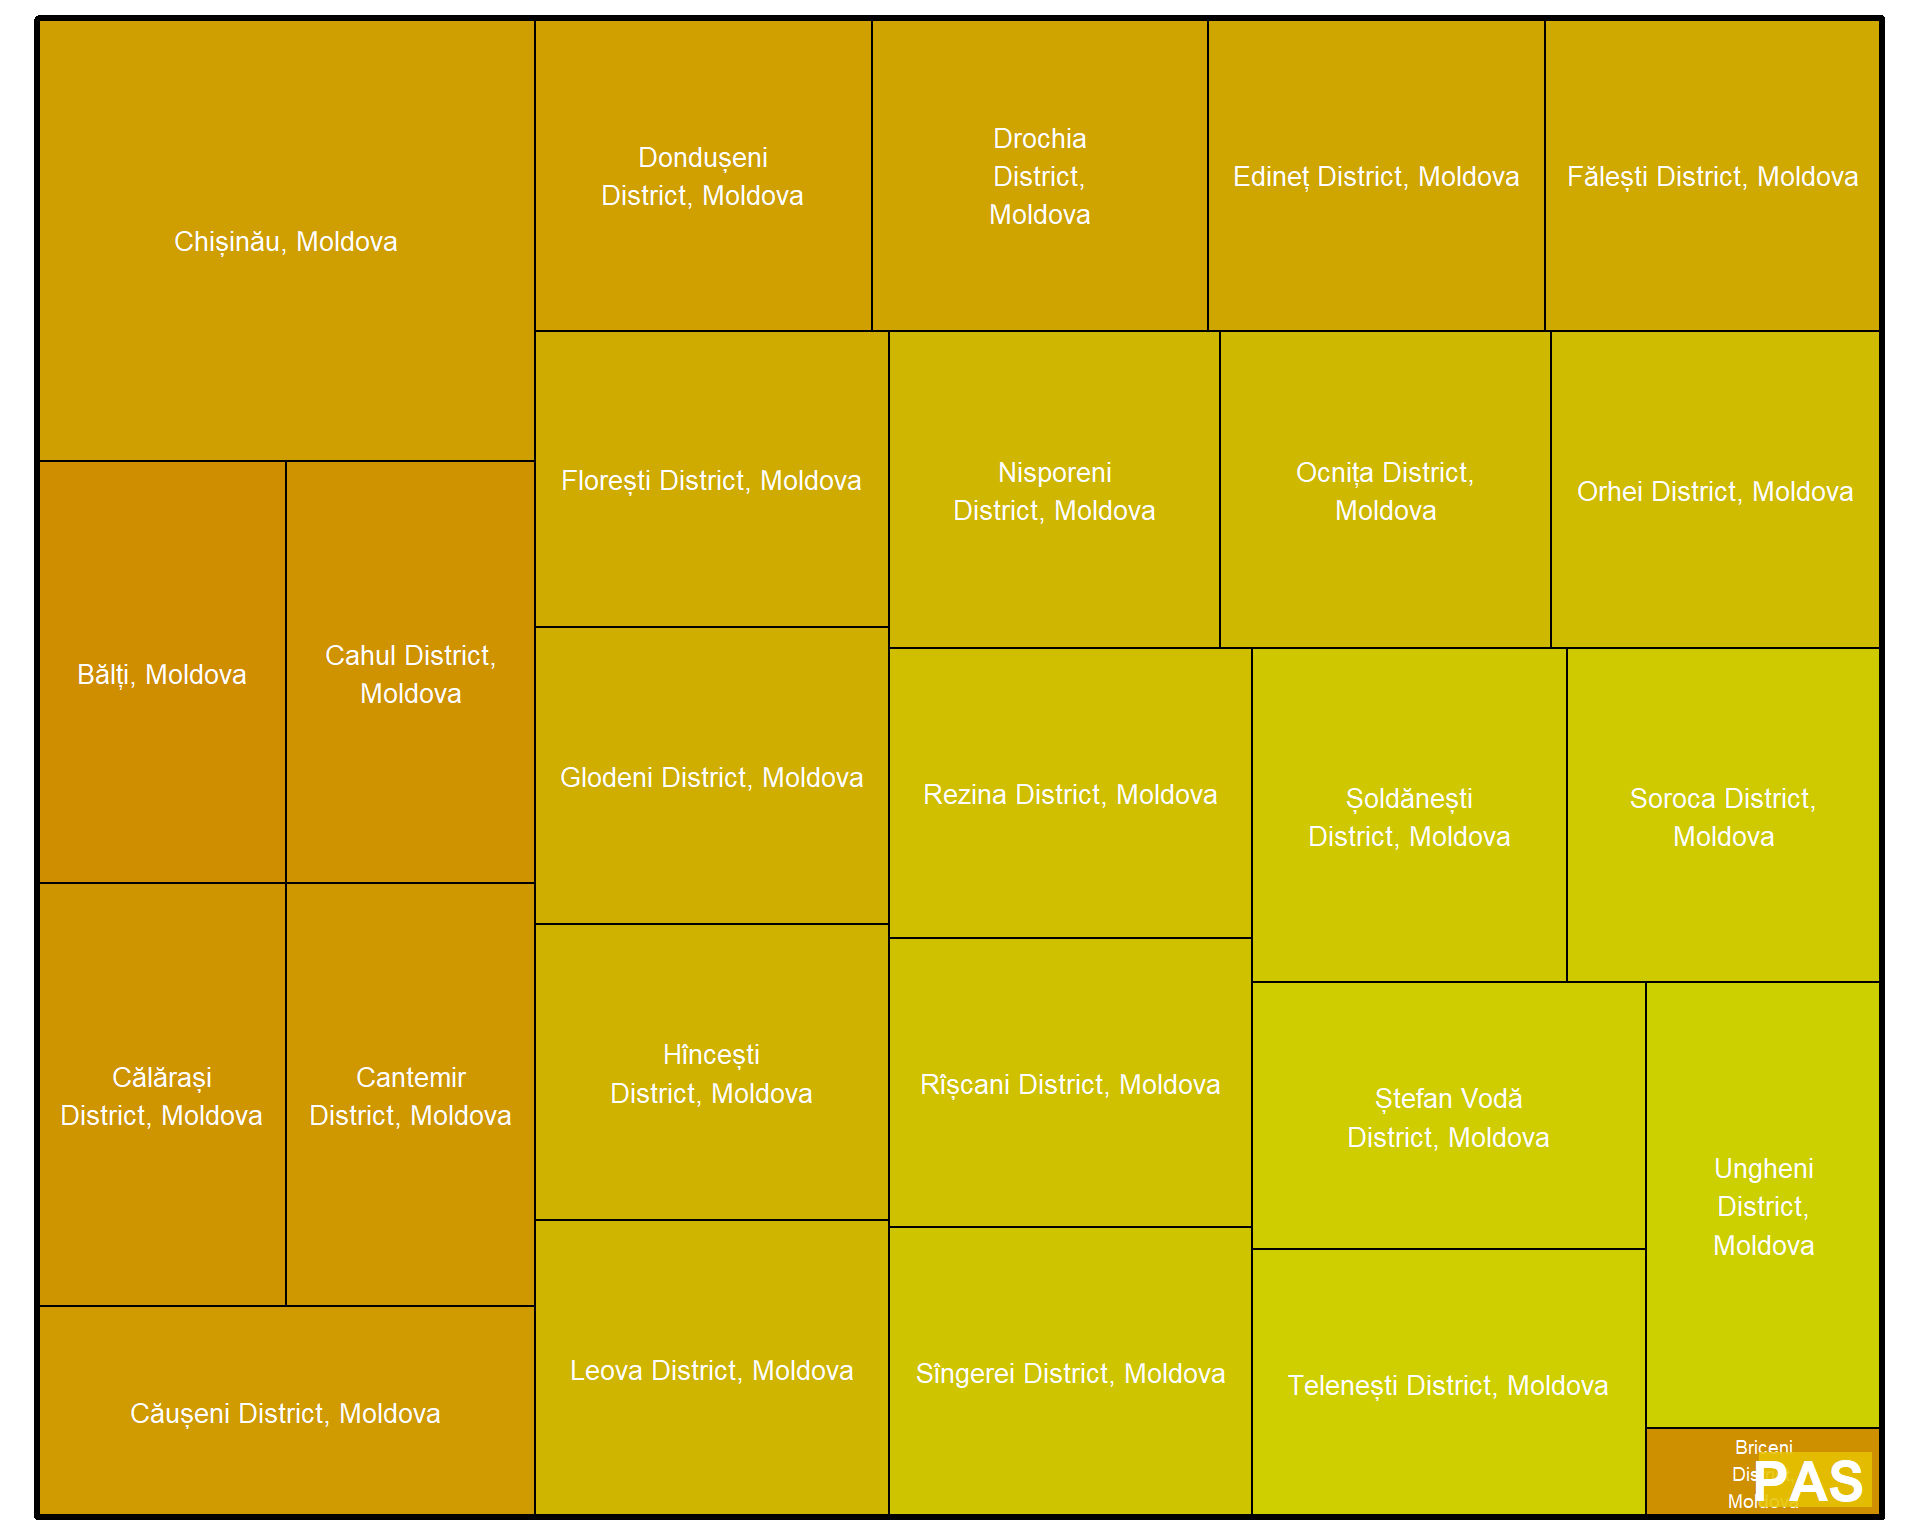 Chișinău, Moldova
Dondușeni
District, Moldova
Drochia
District,
Moldova
Edineț District, Moldova
Fălești District, Moldova
Florești District, Moldova
Nisporeni
District, Moldova
Ocnița District,
Moldova
Orhei District, Moldova
Bălți, Moldova
Cahul District,
Moldova
Glodeni District, Moldova
Rezina District, Moldova
Șoldănești
District, Moldova
Soroca District,
Moldova
Călărași
District, Moldova
Cantemir
District, Moldova
Hîncești
District, Moldova
Rîșcani District, Moldova
Ștefan Vodă
District, Moldova
Ungheni
District,
Moldova
Căușeni District, Moldova
Leova District, Moldova
Sîngerei District, Moldova
Telenești District, Moldova
Briceni
Moldova
PAS